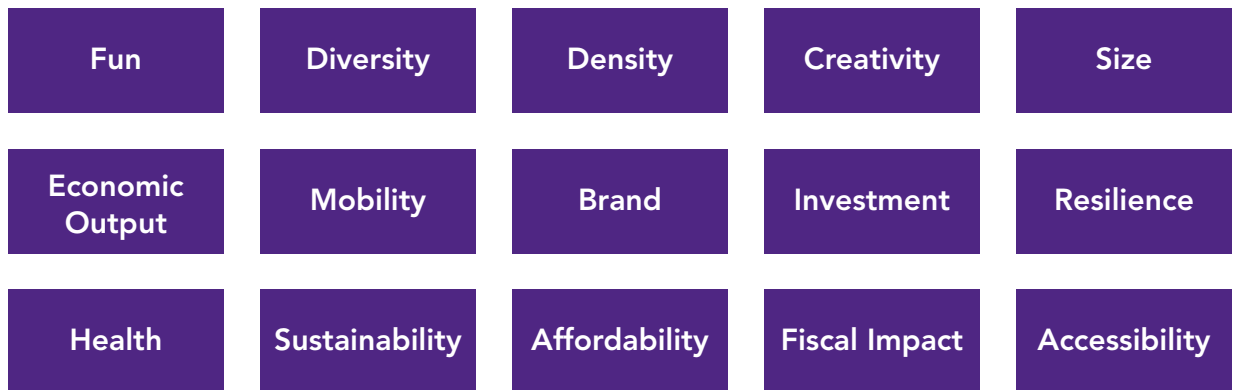 Fun
Diversity
Density
Creativity
Size
Economic
Output
Mobility
Brand
Investment
Resilience
Health
Sustainability
Affordability
Fiscal Impact
Accessibility